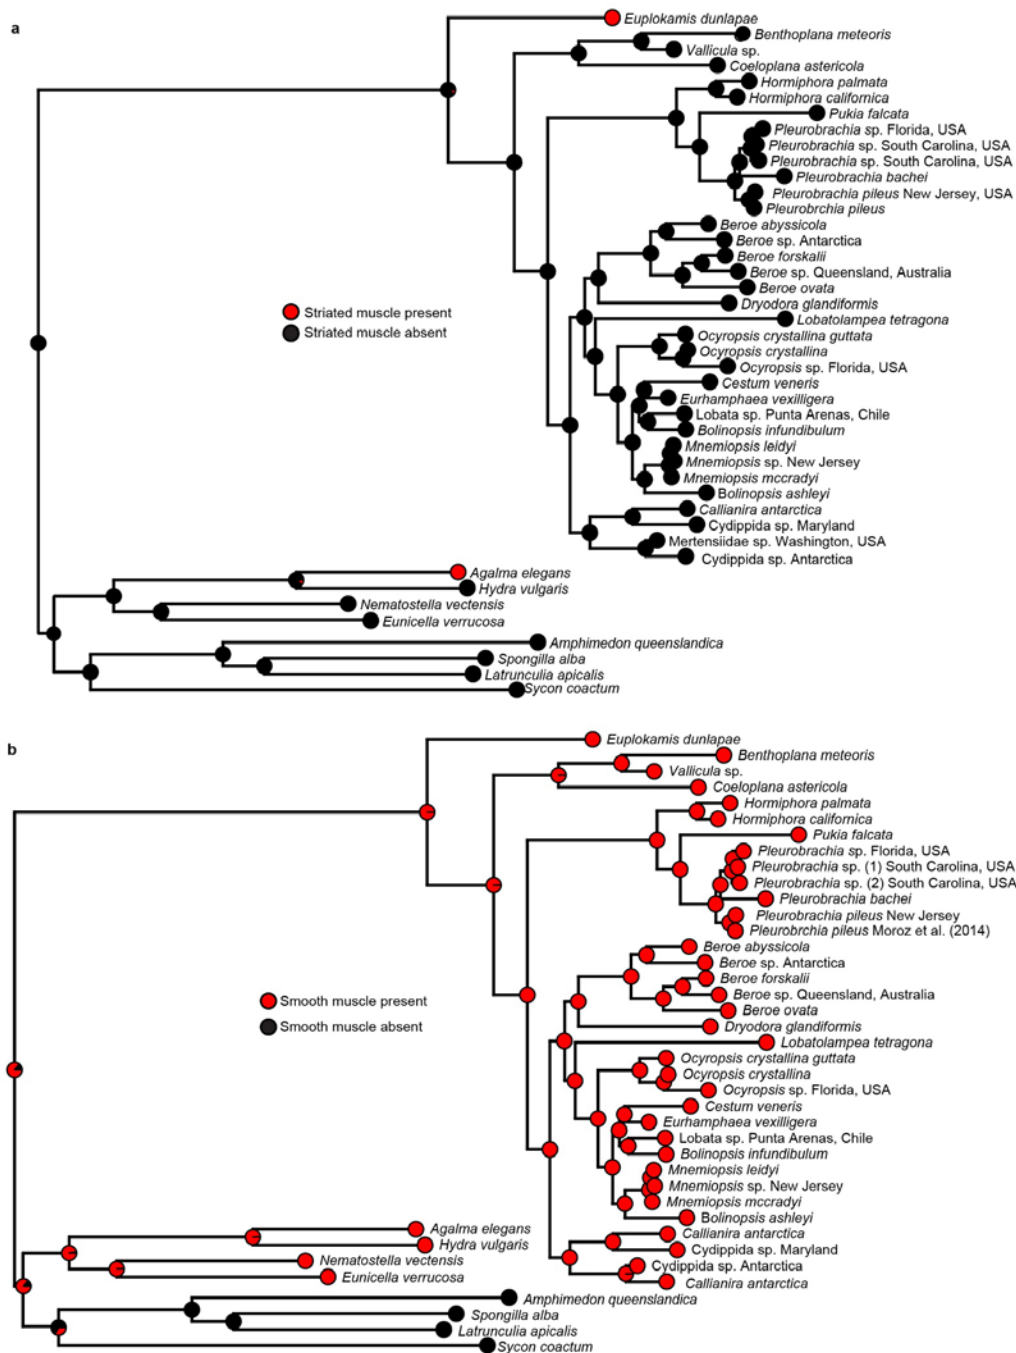 a
Euplokamis dunlapae
Benthoplana meteoris
Vallicula sp.
Coeloplana astericola
Hormiphora palmata
Hormiphora californica
Pukia falcata
Pleurobrachia sp. Florida, USA
Pleurobrachia sp. South Carolina, USA
Pleurobrachia sp. South Carolina, USA
Pleurobrachia bachei
Pleurobrachia pileus New Jersey, USA
Pleurobrchia pileus
Beroe abyssicola
Beroe sp. Antarctica
Beroe forskalii
Beroe sp. Queensland, Australia
Beroe ovata
Dryodora glandiformis
Striated muscle present
Striated muscle absent
Lobatolampea tetragona
Ocyropsis crystallina guttata
Ocyropsis crystallina
Ocyropsis sp. Florida, USA
Cestum veneris
Eurhamphaea vexilligera
Lobata sp. Punta Arenas, Chile
Bolinopsis infundibulum
Mnemiopsis leidyi
Mnemiopsis sp. New Jersey
Mnemiopsis mccradyi
Bolinopsis ashleyi
Callianira antarctica
Cydippida sp. Maryland
Mertensiidae sp. Washington, USA
Cydippida sp. Antarctica
Agalma elegans
Hydra vulgaris
Nematostella vectensis
Eunicella verrucosa
Amphimedon queenslandica
Spongilla alba
Latrunculia apicalis
Sycon coactum
b
Euplokamis dunlapae
Benthoplana meteoris
Vallicula sp.
Coeloplana astericola
Hormiphora palmata
Hormiphora californica
Pukia falcata
Pleurobrachia sp. Florida, USA
Pleurobrachia sp. (1) South Carolina, USA
Pleurobrachia sp. (2) South Carolina, USA
Pleurobrachia bachei
Pleurobrachia pileus New Jersey
Pleurobrchia pileus Moroz et al. (2014)
Beroe abyssicola
Beroe sp. Antarctica
Beroe forskalii
Beroe sp. Queensland, Australia
Beroe ovata
Dryodora glandiformis
Smooth muscle present
Smooth muscle absent
Lobatolampea tetragona
Ocyropsis crystallina guttata
Ocyropsis crystallina
Ocyropsis sp. Florida, USA
Cestum veneris
Eurhamphaea vexilligera
Lobata sp. Punta Arenas, Chile
Bolinopsis infundibulum
Mnemiopsis leidyi
Mnemiopsis sp. New Jersey
Mnemiopsis mccradyi
Bolinopsis ashleyi
Callianira antarctica
Cydippida sp. Maryland
Cydippida sp. Antarctica
Callianira antarctica
Agalma elegans
Hydra vulgaris
Nematostella vectensis
Eunicella verrucosa
Amphimedon queenslandica
Spongilla alba
Latrunculia apicalis
Sycon coactum